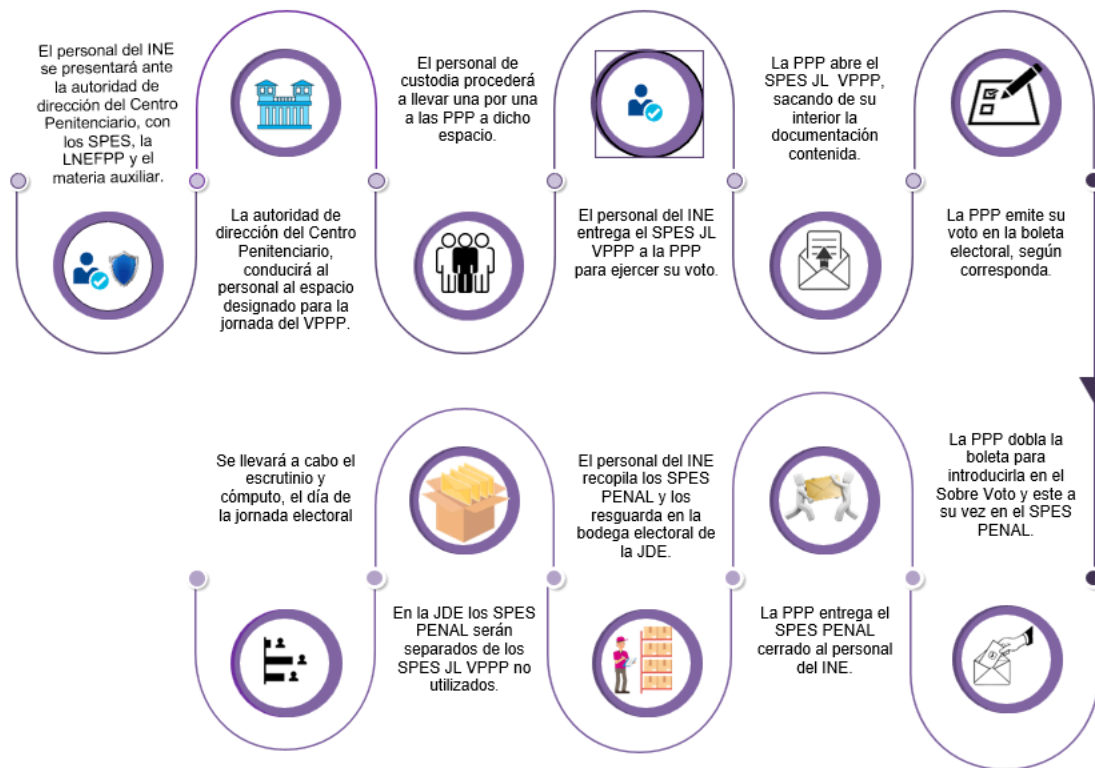 El personal del INE
se presentará ante
la autoridad de
dirección del Centro
Penitenciario, con
los SPES, la
LNEFPP y el
materia auxiliar.
La autoridad de
dirección del Centro
Penitenciario,
conducirá al
personal al espacio
designado para la
jornada del VPPP.
El personal de
custodia procederá
a llevar una por una
a las PPP a dicho
espacio.
El personal del INE
entrega el SPES JL
VPPP a la PPP
para ejercer su voto.
La PPP abre el
SPES JL VPPP,
sacando de su
interior la
documentación
contenida.
La PPP emite su
voto en la boleta
electoral, según
corresponda.
La PPP dobla la
boleta para
introducirla en el
Sobre Voto y este a
su vez en el SPES
PENAL.
La PPP entrega el
SPES PENAL
cerrado al personal
del INE.
El personal del INE
recopila los SPES
PENAL y los
resguarda en la
bodega electoral de
la JDE.
En la JDE los SPES
PENAL serán
separados de los
SPES JL VPPP no
utilizados.
Se llevará a cabo el
escrutinio y
cómputo, el día de
la jornada electoral